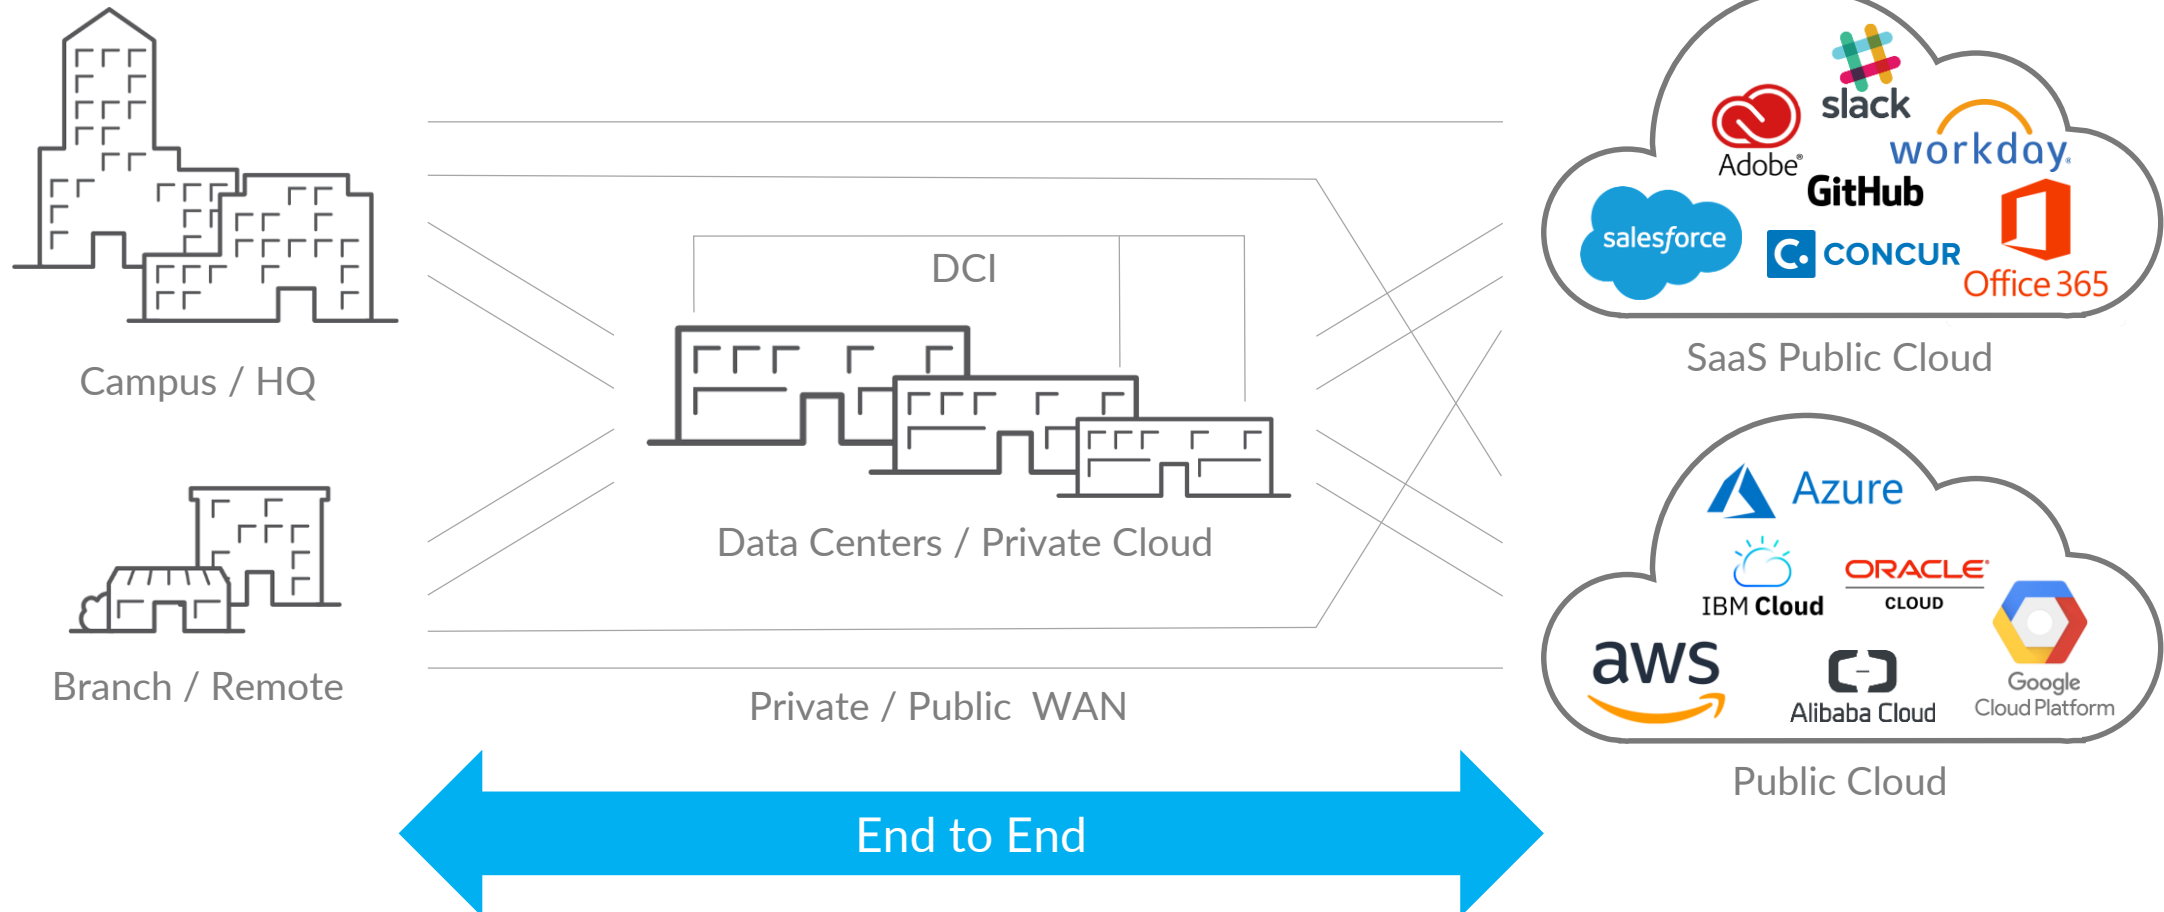 slack
Adobe®
workday®
GitHub
salesforce
C. CONCUR
Office 365
SaaS Public Cloud
Campus / HQ
DCI
Data Centers / Private Cloud
Azure
IBM Cloud
ORACLE®
CLOUD
aws
Alibaba Cloud
Google
Cloud Platform
Public Cloud
Branch / Remote
Private / Public WAN
End to End